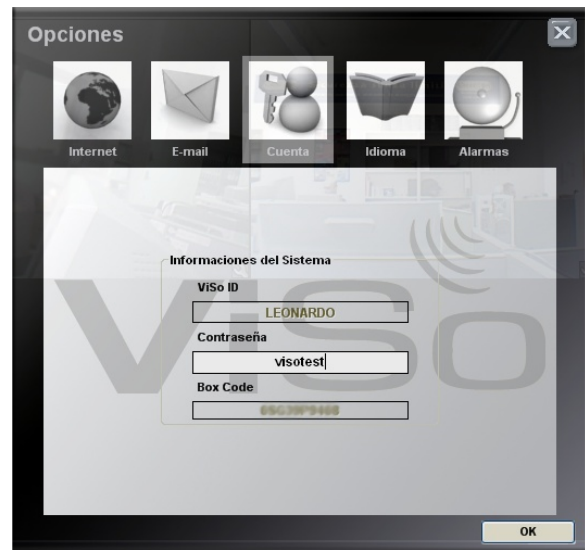 Opciones
Internet E-mail Cuenta Idioma Alarmas
ViSo
Informaciones del Sistema
ViSo ID
LEONARDO
Contraseña
visotest
Box Code
OK